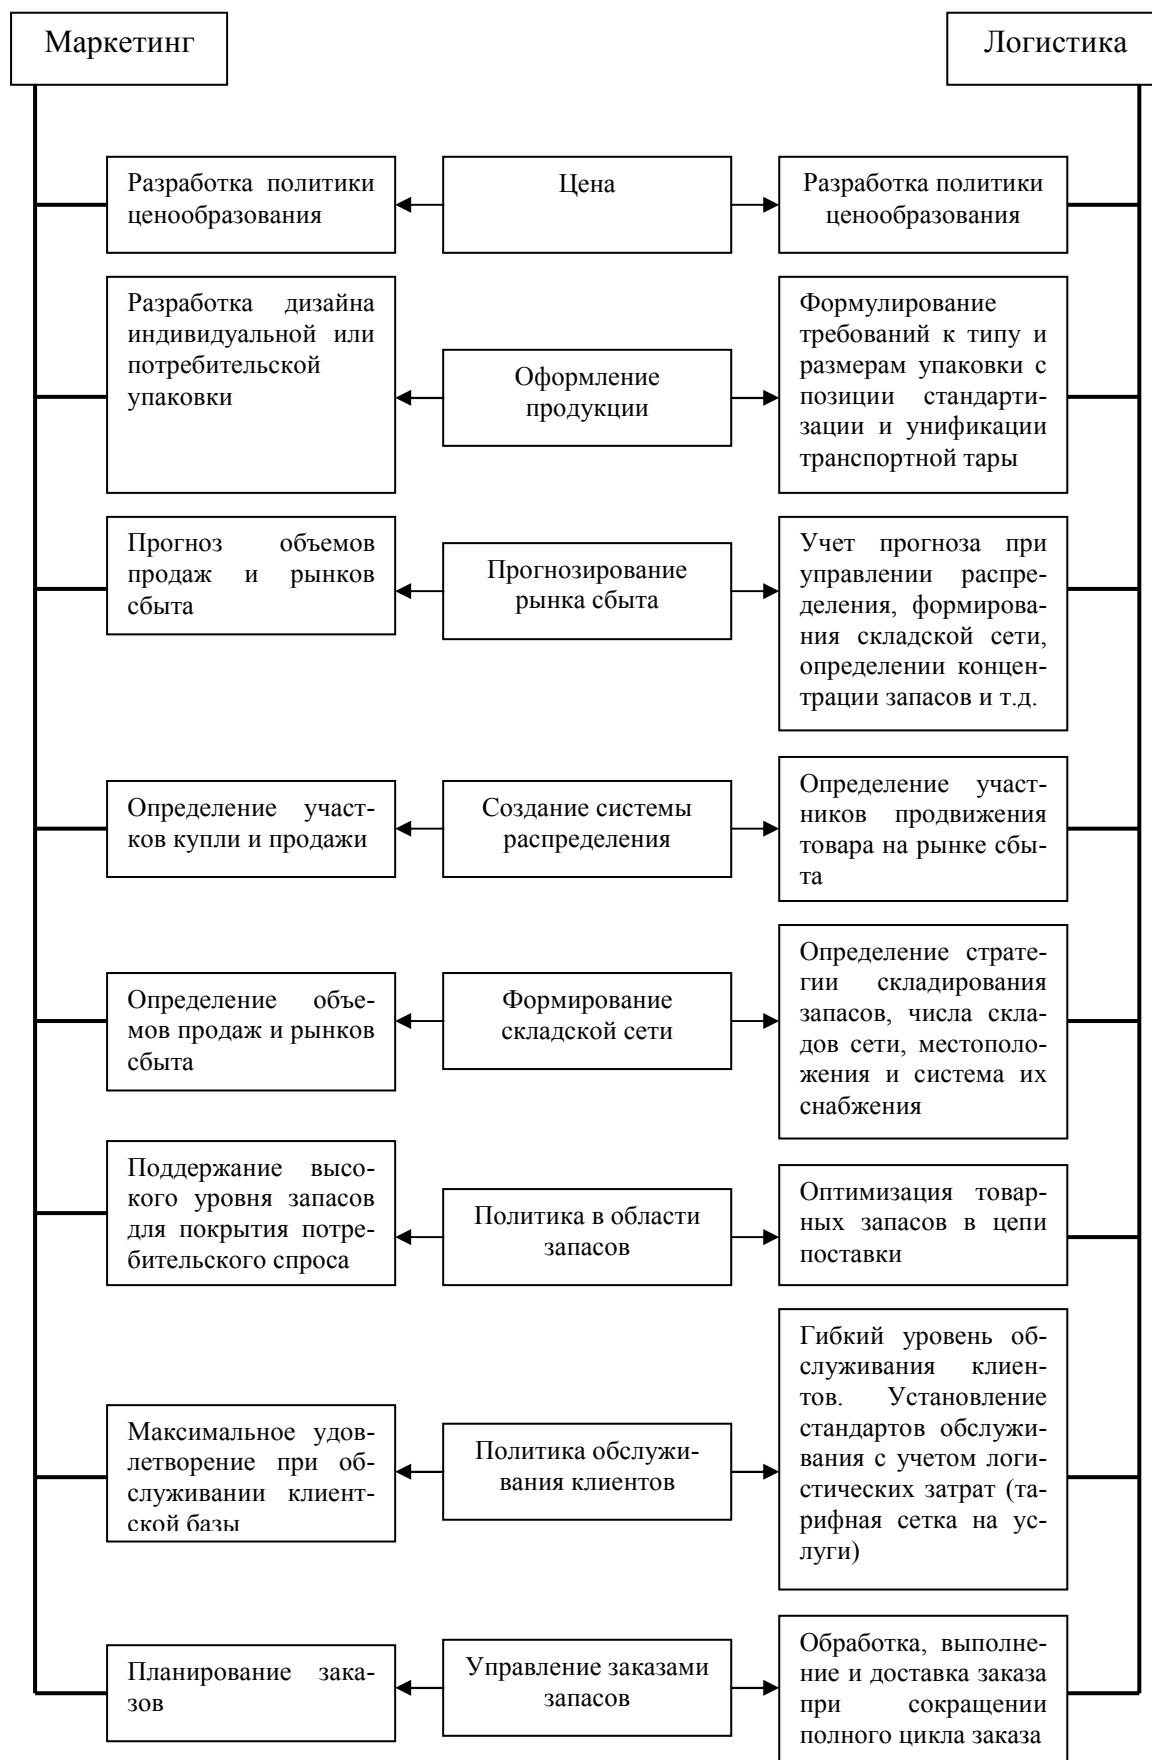 Маркетинг
Логистика
Разработка политики
ценообразования
Цена
Разработка политики
ценообразования
Разработка дизайна
индивидуальной или
потребительской
упаковки
Оформление
продукции
Формулирование
требований к типу и
размерам упаковки с
позиции стандарти-
зации и унификации
транспортной тары
Прогноз объемов
продаж и рынков
сбыта
Прогнозирование
рынка сбыта
Учет прогноза при
управлении распре-
деления, формирова-
ния складской сети,
определении концен-
трации запасов и т.д.
Определение участ-
ков купли и продажи
Создание системы
распределения
Определение участ-
ников продвижения
товара на рынке сбы-
та
Определение объе-
мов продаж и рынков
сбыта
Формирование
складской сети
Определение страте-
гии складирования
запасов, числа скла-
дов сети, местополо-
жения и система их
снабжения
Поддержание высо-
кого уровня запасов
для покрытия потре-
бительского спроса
Политика в области
запасов
Оптимизация товар-
ных запасов в цепи
поставки
Максимальное удов-
летворение при об-
служивании клиент-
ской базы
Политика обслужи-
вания клиентов
Гибкий уровень об-
служивания клиен-
тов. Установление
стандартов обслужи-
вания с учетом логи-
стических затрат (та-
рифная сетка на ус-
луги)
Планирование зака-
зов
Управление заказами
запасов
Обработка, выполне-
ние и доставка заказа
при сокращении
полного цикла заказа